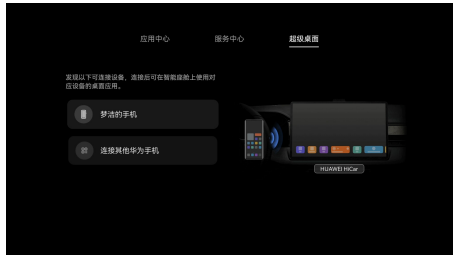 应用中心
服务中心
超级桌面
发现以下可连接设备，连接后可在智能座舱上使用对
应设备的桌面应用。
梦洁的手机
连接其他华为手机
HUAWEI HiCar